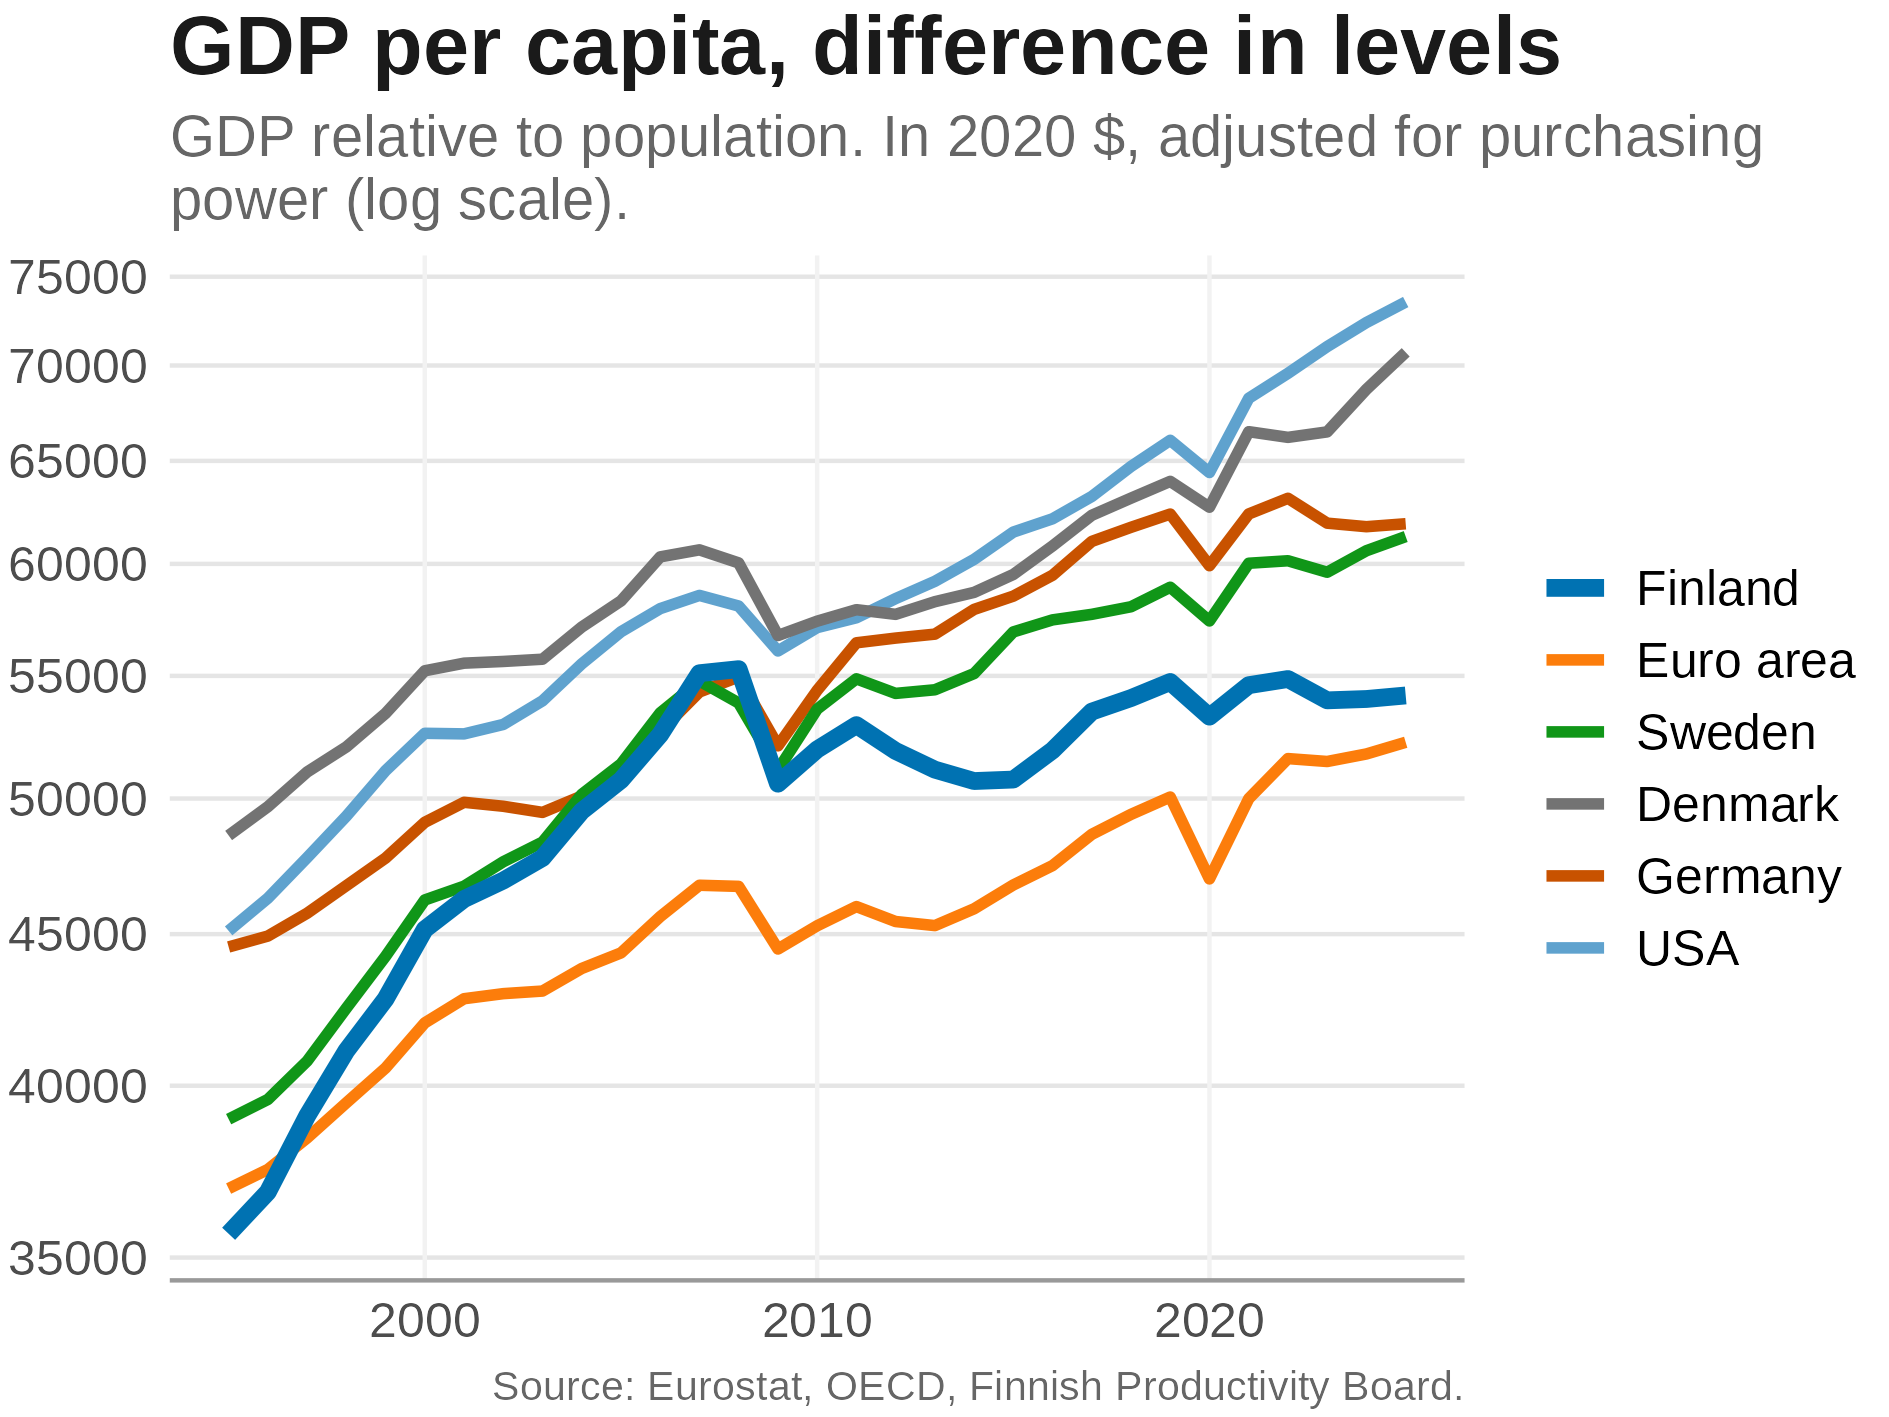 GDP per capita, difference in levels
GDP relative to population. In 2020 $, adjusted for purchasing
power (log scale).
75000
70000
65000
60000
55000
50000
45000
40000
35000
2000 2010 2020
Finland
Euro area
Sweden
Denmark
Germany
USA
Source: Eurostat, OECD, Finnish Productivity Board.